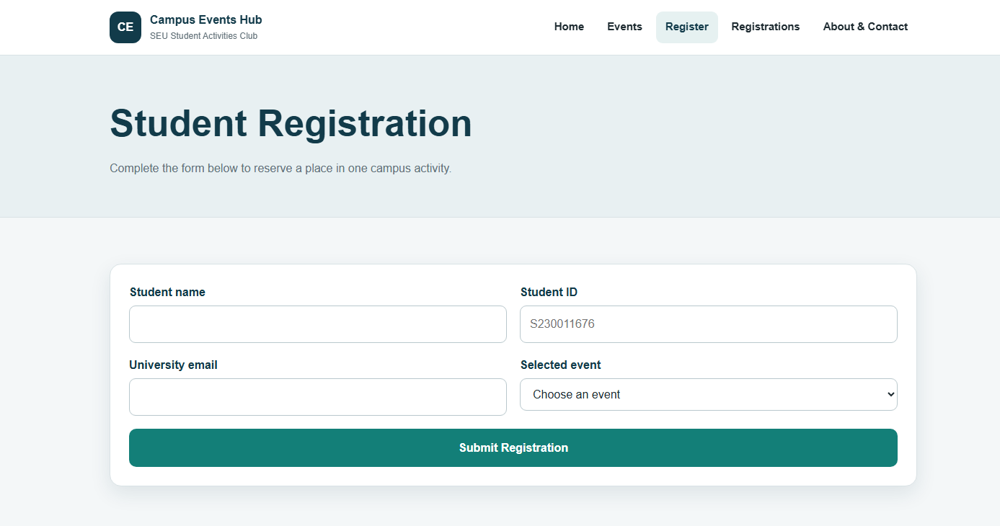 CE
Campus Events Hub
SEU Student Activities Club
Home
Events
Register
Registrations
About & Contact
Student Registration
Complete the form below to reserve a place in one campus activity.
Student name
Student ID
S230011676
University email
Selected event
Choose an event
Submit Registration